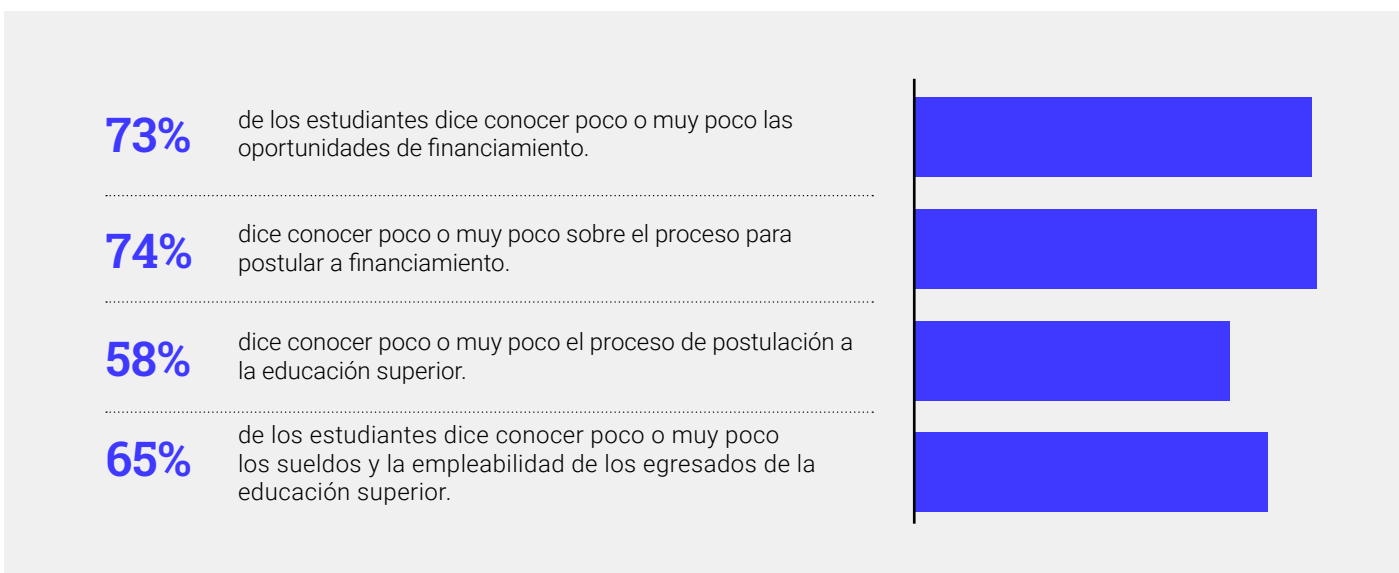 73%
de los estudiantes dice conocer poco o muy poco las
oportunidades de financiamiento.
74%
dice conocer poco o muy poco sobre el proceso para
postular a financiamiento.
58%
dice conocer poco o muy poco el proceso de postulación a
la educación superior.
65%
de los estudiantes dice conocer poco o muy poco
los sueldos y la empleabilidad de los egresados de la
educación superior.